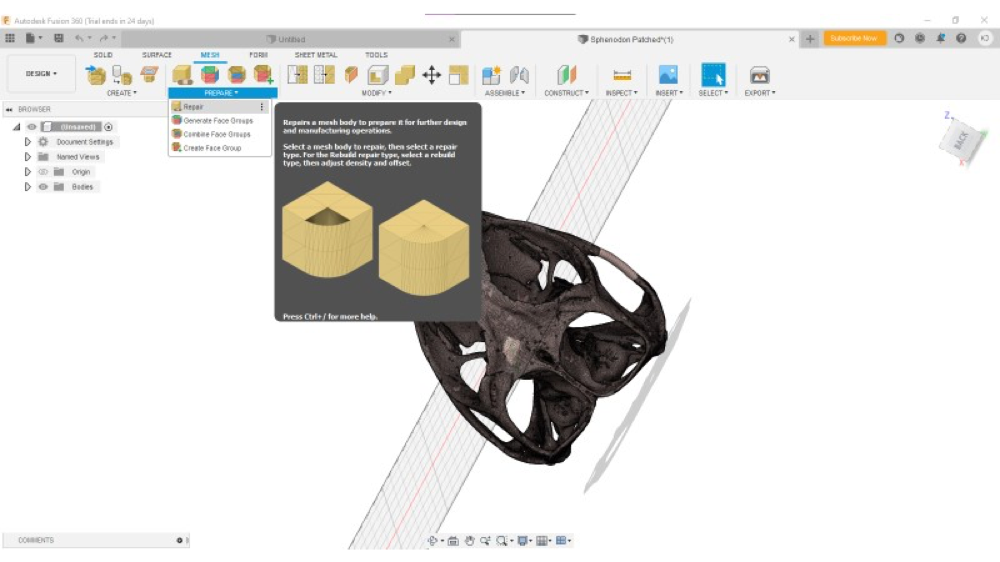 Autodesk Fusion 360 (Trial ends in 24 days)
Untitled
Sphenodon Patched*(1)
Subscribe Now
KJ
SOLID SURFACE MESH FORM SHEET METAL TOOLS
DESIGN
CREATE PREPARE MODIFY ASSEMBLE CONSTRUCT INSPECT INSERT SELECT EXPORT
BROWSER
(Unsaved)
Document Settings
Named Views
Origin
Bodies
Repair
Generate Face Groups
Combine Face Groups
Create Face Group
Repairs a mesh body to prepare it for further design
and manufacturing operations.
Select a mesh body to repair, then select a repair
type. For the Rebuild repair type, select a rebuild
type, then adjust density and offset.
Press Ctrl+/ for more help.
Z
BACK
X
COMMENTS